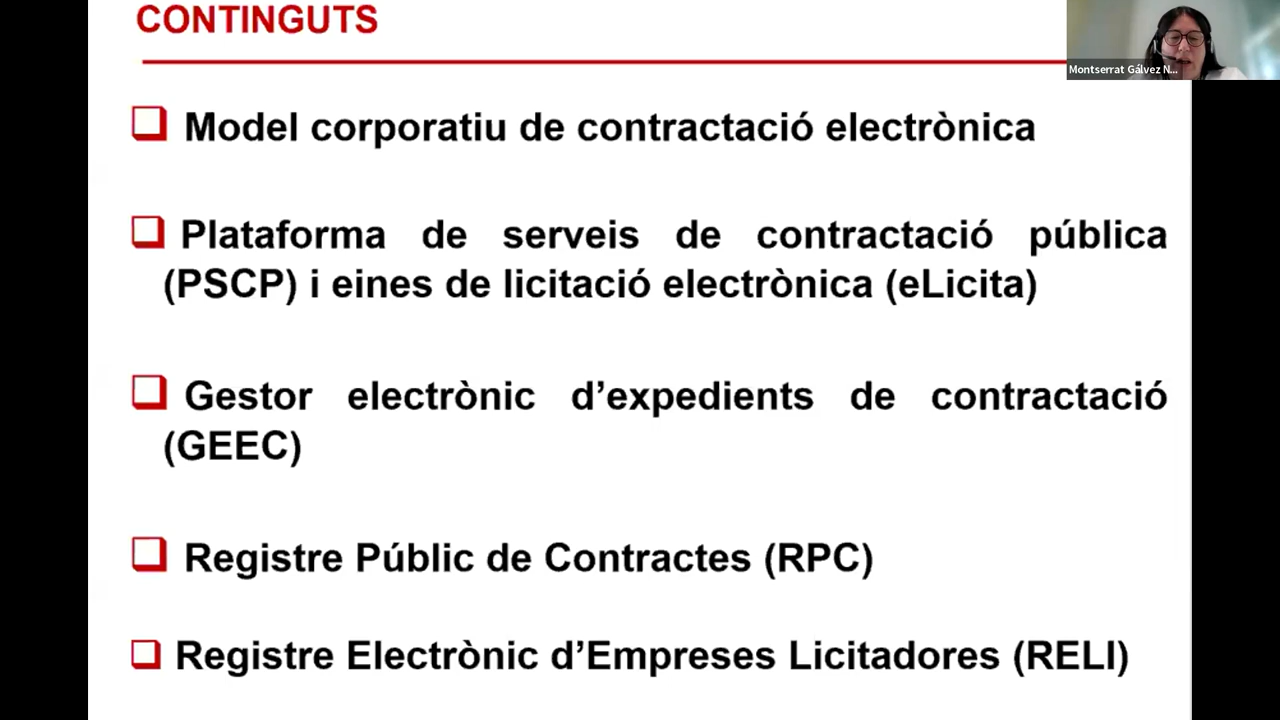 CONTINGUTS
Montserrat Gálvez N...
Model corporatiu de contractació electrònica
Plataforma de serveis de contractació pública
(PSCP) i eines de licitació electrònica (eLicita)
Gestor electrònic d’expedients de contractació
(GEEC)
Registre Públic de Contractes (RPC)
Registre Electrònic d’Empreses Licitadores (RELI)